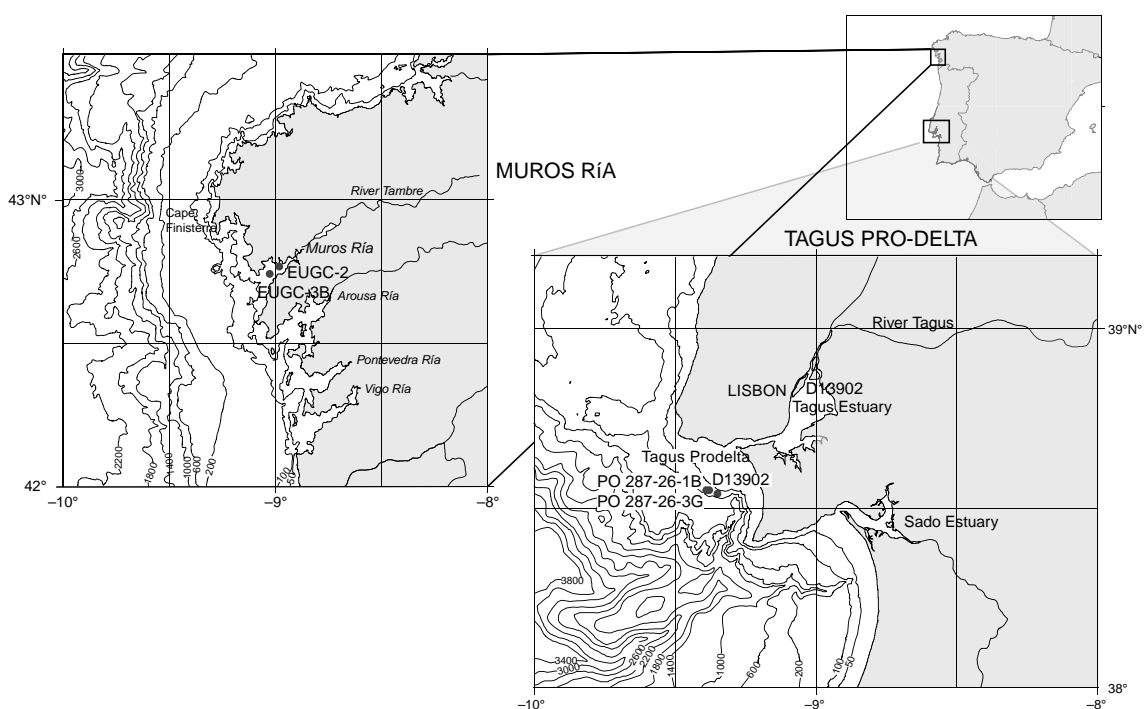 MUROS RíA
43°N°
42°
–10°
–9°
–8°
Cape
Finisterra
River Tambre
Muros Ría
EUGC-2
EUGC-3B
Arousa Ría
Pontevedra Ría
Vigo Ría
3000
2600
2200
1800
1400
1000
600
200
100
50
TAGUS PRO-DELTA
39°N°
38°
–10°
–9°
–8°
River Tagus
LISBON
D13902
Tagus Estuary
Tagus Prodelta
PO 287-26-1B
D13902
PO 287-26-3G
Sado Estuary
3800
3400
3000
2600
2200
1800
1400
1000
600
200
100
50